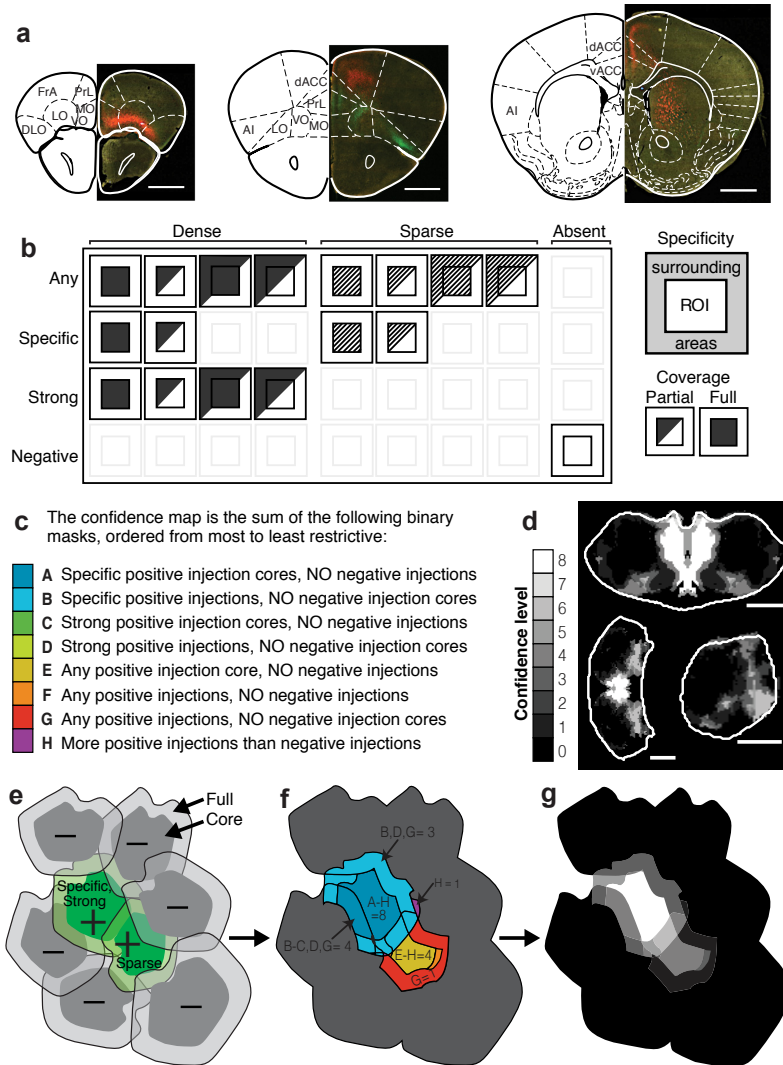 a
FrA
PrL
MO
LO
VO
DLO
dACC
PrL
VO
MO
LO
AI
dACC
vACC
AI
b
Dense
Sparse
Absent
Any
Specific
Strong
Negative
Specificity
surrounding
ROI
areas
Coverage
Partial Full
c
The confidence map is the sum of the following binary
masks, ordered from most to least restrictive:
A Specific positive injection cores, NO negative injections
B Specific positive injections, NO negative injection cores
C Strong positive injection cores, NO negative injections
D Strong positive injections, NO negative injection cores
E Any positive injection core, NO negative injections
F Any positive injections, NO negative injections
G Any positive injections, NO negative injection cores
H More positive injections than negative injections
d
Confidence level
8
7
6
5
4
3
2
1
0
e
Full
Core
Specific,
Strong
+
+
Sparse
−
−
−
−
−
−
f
B,D,G= 3
H = 1
A-H
=8
B-C,D,G= 4
E-H=4
G=1
g